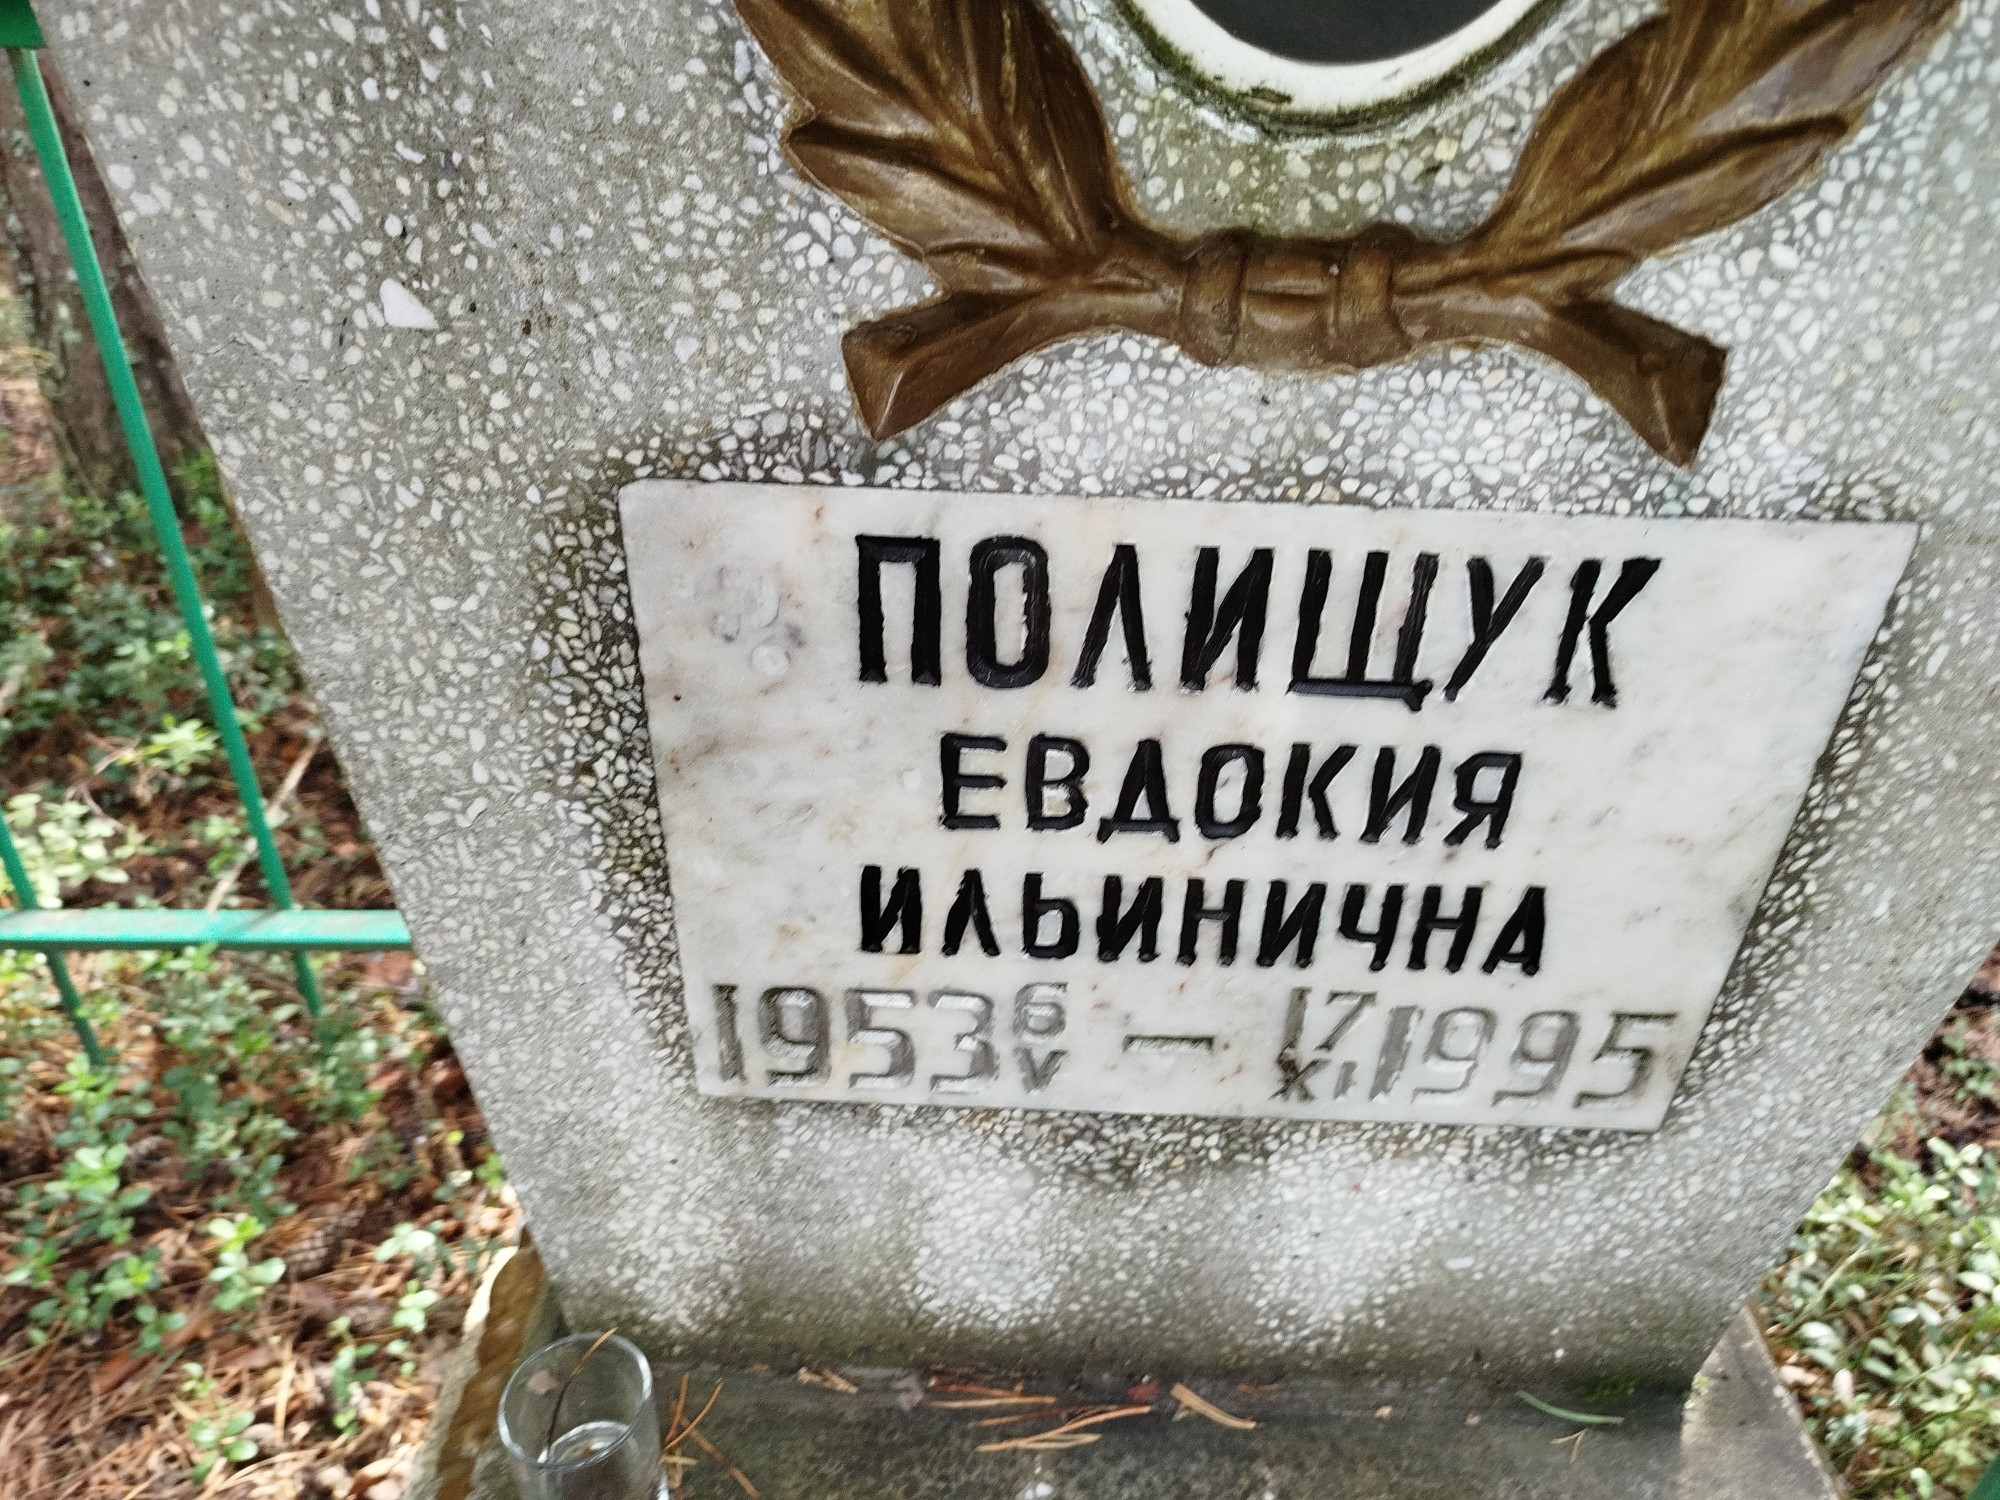 ПОЛИЩУК
ЕВДОКИЯ
ИЛЬИНИЧНА
1953 6/V — 17/XI 1995